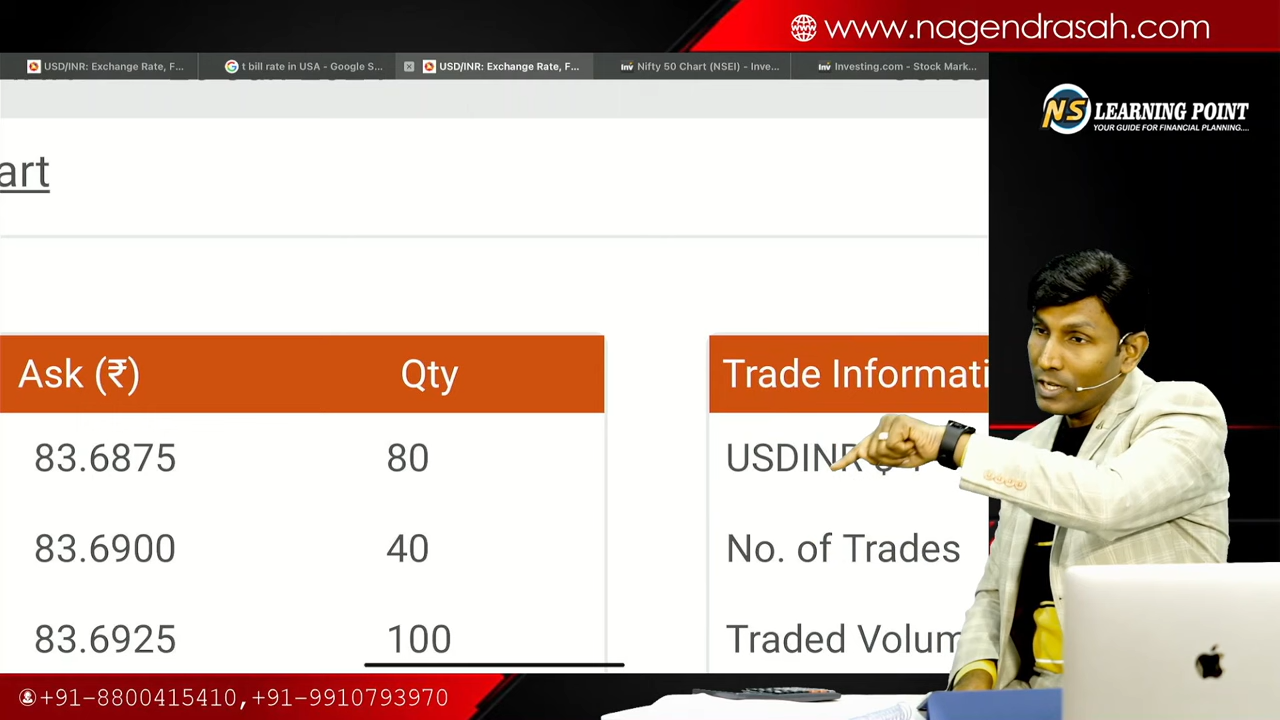 www.nagendrasah.com
USD/INR: Exchange Rate, F...
t bill rate in USA - Google S...
USD/INR: Exchange Rate, F...
Nifty 50 Chart (NSEI) - Inve...
Investing.com - Stock Mark...
NS LEARNING POINT
YOUR GUIDE FOR FINANCIAL PLANNING....
art
Ask (₹) Qty
83.6875 80
83.6900 40
83.6925 100
Trade Informati
USDINR
No. of Trades
Traded Volum
+91-8800415410,+91-9910793970